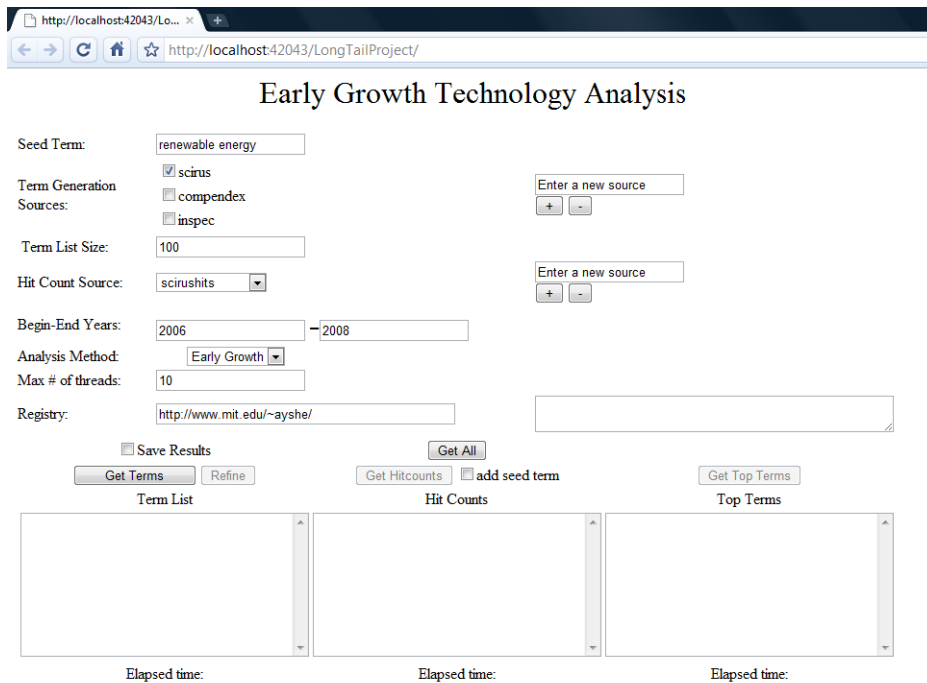 http://localhost:42043/Lo...
http://localhost:42043/LongTailProject/
Early Growth Technology Analysis
Seed Term: renewable energy
Term Generation Sources:
scirus
compendex
inspec
Enter a new source
+ -
Term List Size: 100
Hit Count Source: scirushits
Enter a new source
+ -
Begin-End Years: 2006 – 2008
Analysis Method: Early Growth
Max # of threads: 10
Registry: http://www.mit.edu/~ayshe/
Save Results Get All
Get Terms Refine Get Hitcounts add seed term Get Top Terms
Term List Hit Counts Top Terms
Elapsed time: Elapsed time: Elapsed time: